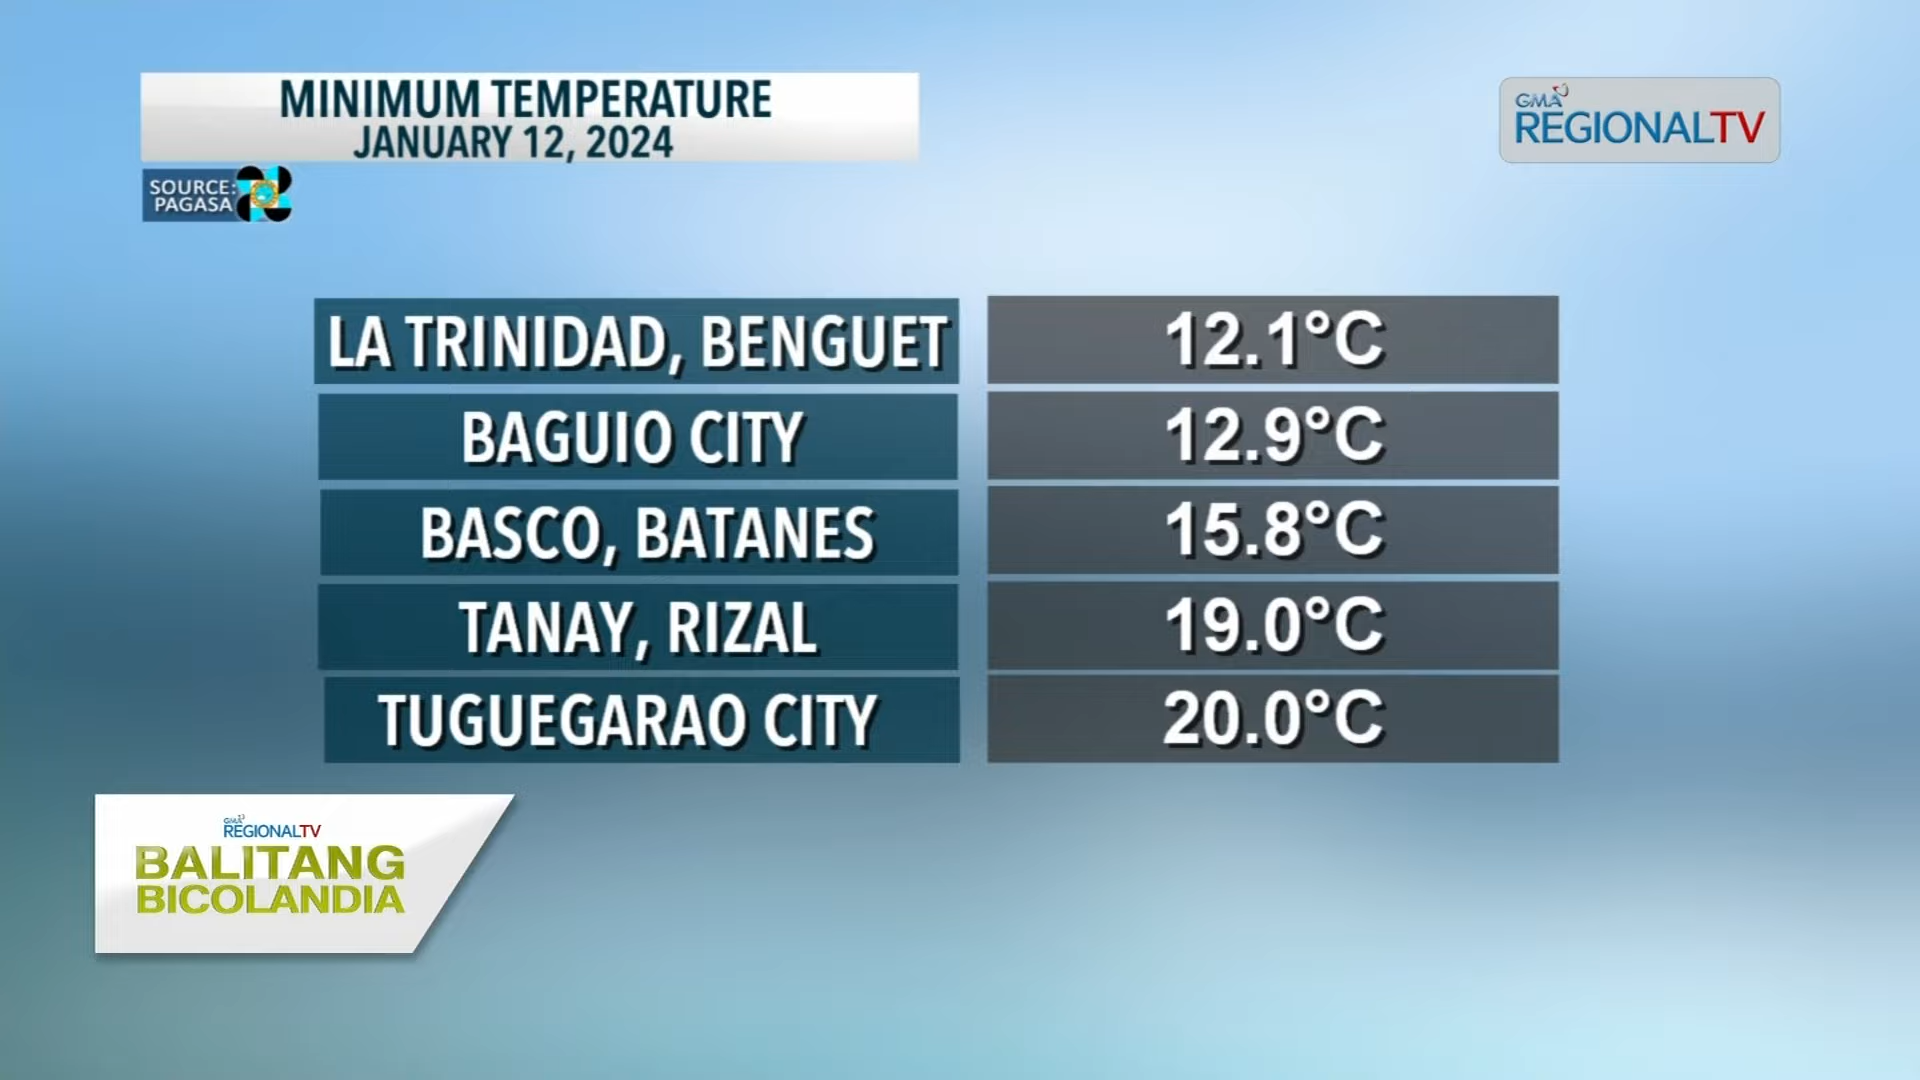 MINIMUM TEMPERATURE
JANUARY 12, 2024
SOURCE:
PAGASA
GMA
REGIONALTV
LA TRINIDAD, BENGUET 12.1°C
BAGUIO CITY 12.9°C
BASCO, BATANES 15.8°C
TANAY, RIZAL 19.0°C
TUGUEGARAO CITY 20.0°C
GMA
REGIONALTV
BALITANG
BICOLANDIA